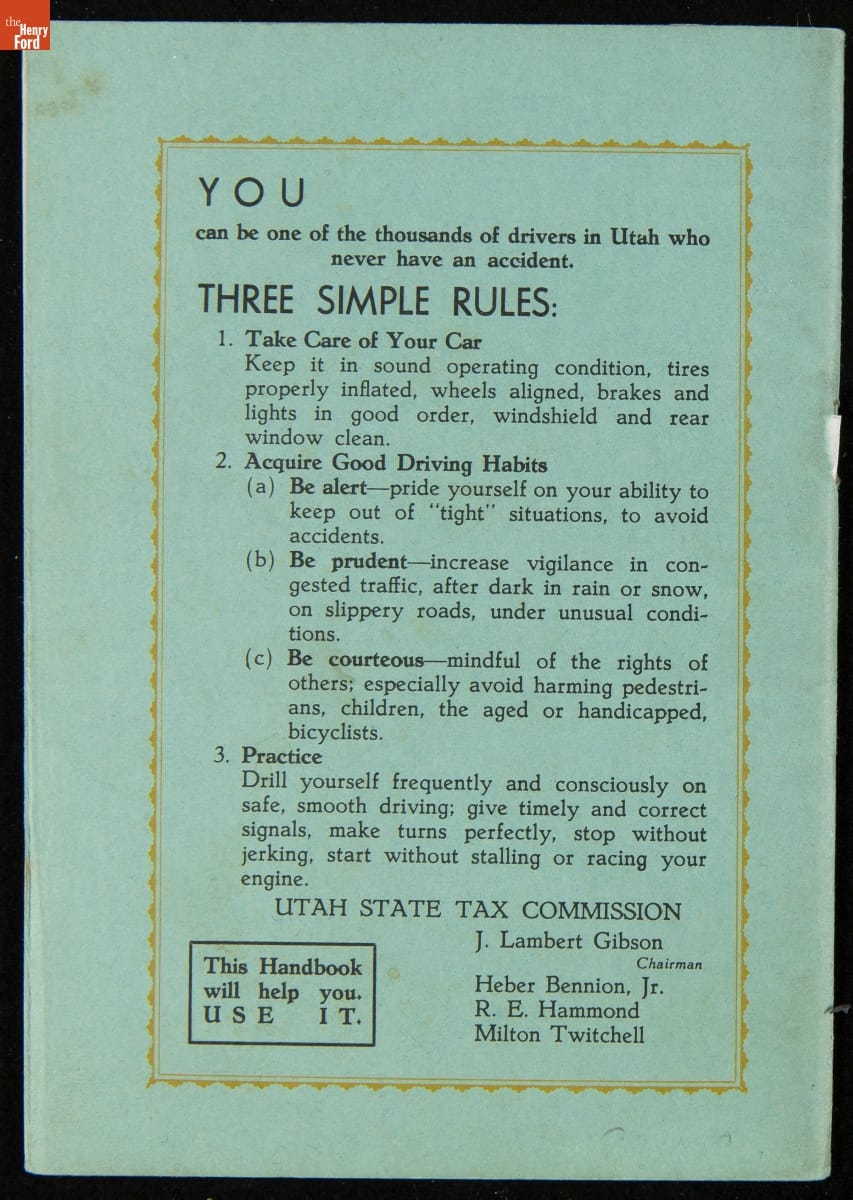 the
Henry
Ford
YOU
can be one of the thousands of drivers in Utah who
never have an accident.
THREE SIMPLE RULES:
1. Take Care of Your Car
Keep it in sound operating condition, tires
properly inflated, wheels aligned, brakes and
lights in good order, windshield and rear
window clean.
2. Acquire Good Driving Habits
(a) Be alert—pride yourself on your ability to
keep out of "tight" situations, to avoid
accidents.
(b) Be prudent—increase vigilance in con-
gested traffic, after dark in rain or snow,
on slippery roads, under unusual condi-
tions.
(c) Be courteous—mindful of the rights of
others; especially avoid harming pedestri-
ans, children, the aged or handicapped,
bicyclists.
3. Practice
Drill yourself frequently and consciously on
safe, smooth driving; give timely and correct
signals, make turns perfectly, stop without
jerking, start without stalling or racing your
engine.
UTAH STATE TAX COMMISSION
J. Lambert Gibson
Chairman
Heber Bennion, Jr.
R. E. Hammond
Milton Twitchell
This Handbook
will help you.
USE IT.